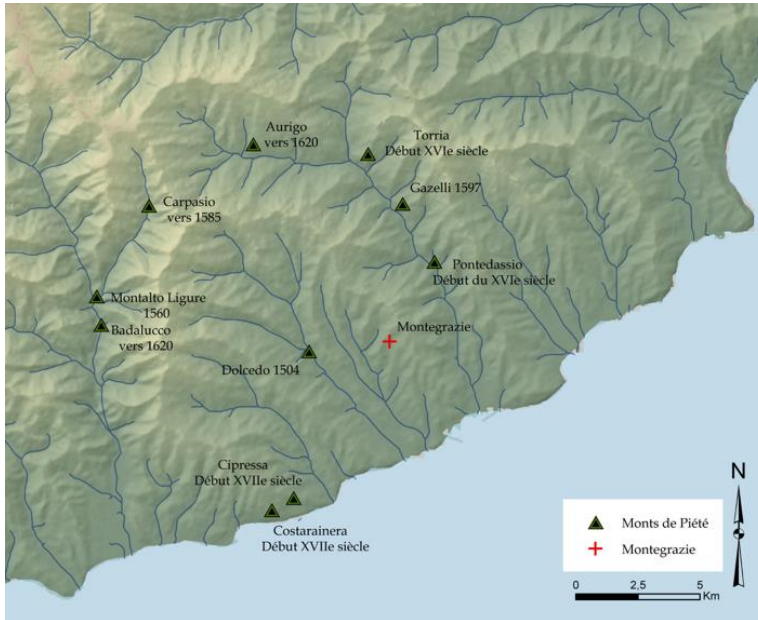 Aurigo
vers 1620
Torria
Début XVIe siècle
Gazelli 1597
Carpasio
vers 1585
Pontedassio
Début du XVIe siècle
Montalto Ligure
1560
Badalucco
vers 1620
Montegrazie
Dolcedo 1504
Cipressa
Début XVIIe siècle
Costarainera
Début XVIIe siècle
N
Monts de Piété
Montegrazie
0 2,5 5
Km